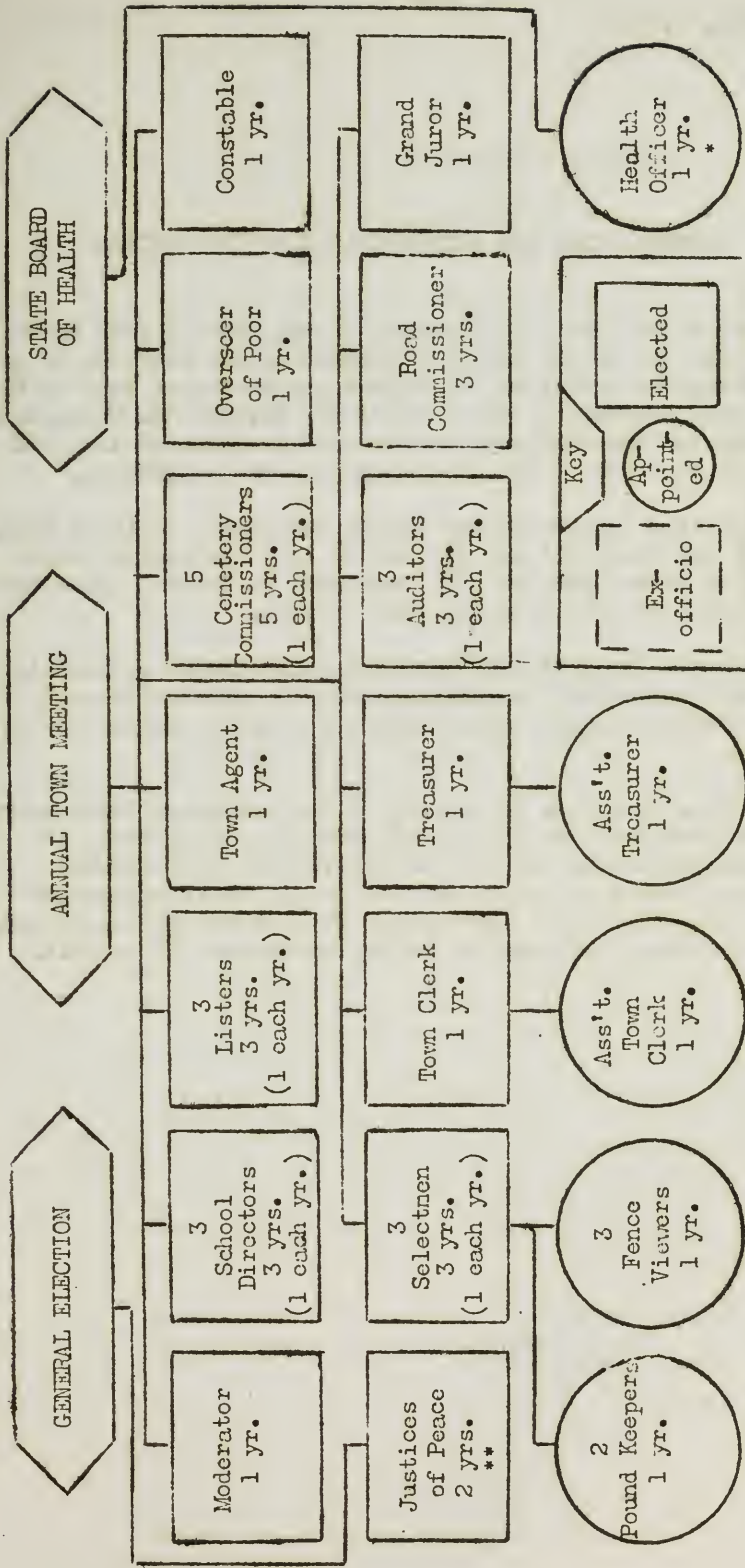 GENERAL ELECTION
ANNUAL TOWN MEETING
STATE BOARD
OF HEALTH
Moderator
1 yr.
3
School
Directors
3 yrs.
(1 each yr.)
3
Listers
3 yrs.
(1 each yr.)
Town Agent
1 yr.
5
Cemetery
Commissioners
5 yrs.
(1 each yr.)
Overseer
of Poor
1 yr.
Constable
1 yr.
Justices
of Peace
2 yrs.
**
3
Selectmen
3 yrs.
(1 each yr.)
Town Clerk
1 yr.
Treasurer
1 yr.
3
Auditors
3 yrs.
(1 each yr.)
Road
Commissioner
3 yrs.
Grand
Juror
1 yr.
2
Pound Keepers
1 yr.
3
Fence
Viewers
1 yr.
Ass't.
Town
Clerk
1 yr.
Ass't.
Treasurer
1 yr.
Key
Ex-
officio
Ap-
point-
ed
Elected
Health
Officer
1 yr.
*